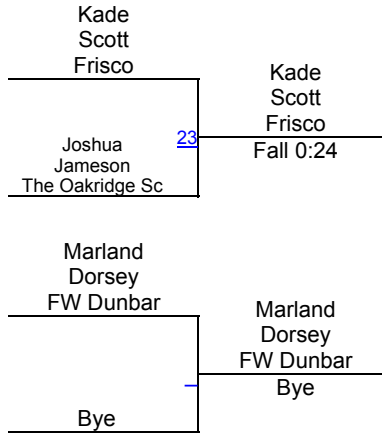 Kade
Scott
Frisco
Kade
Scott
Frisco
23
Fall 0:24
Joshua
Jameson
The Oakridge Sc
Marland
Dorsey
FW Dunbar
Marland
Dorsey
FW Dunbar
Bye
Bye